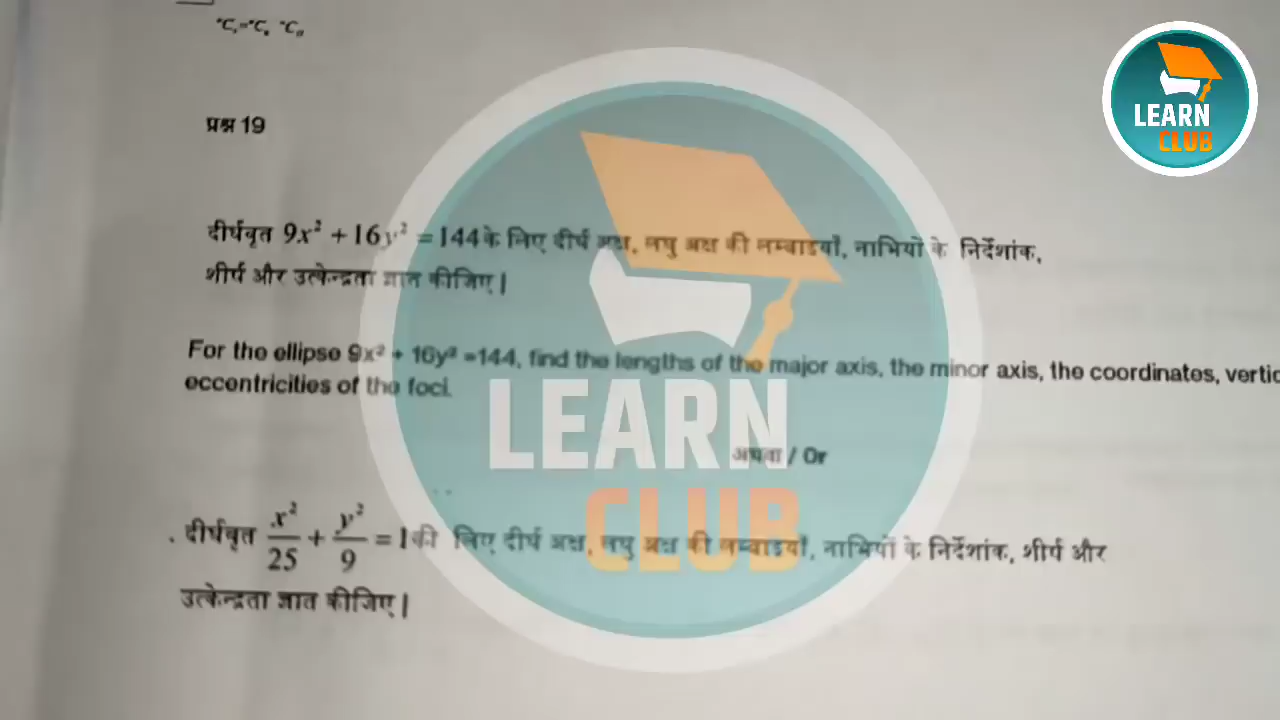 LEARN
CLUB
प्रश्न 19
दीर्घवृत 9x² + 16y² = 144 के लिए दीर्घ अक्ष, लघु अक्ष की लम्बाइयाँ, नाभियों के निर्देशांक,
शीर्ष और उत्केन्द्रता ज्ञात कीजिए |
For the ellipse 9x² + 16y² =144, find the lengths of the major axis, the minor axis, the coordinates,
eccentricities of the foci.
LEARN
अथवा / Or
CLUB
. दीर्घवृत x²/25 + y²/9 = 1 की लिए दीर्घ अक्ष, लघु अक्ष की लम्बाइयाँ, नाभियों के निर्देशांक, शीर्ष और
उत्केन्द्रता ज्ञात कीजिए |